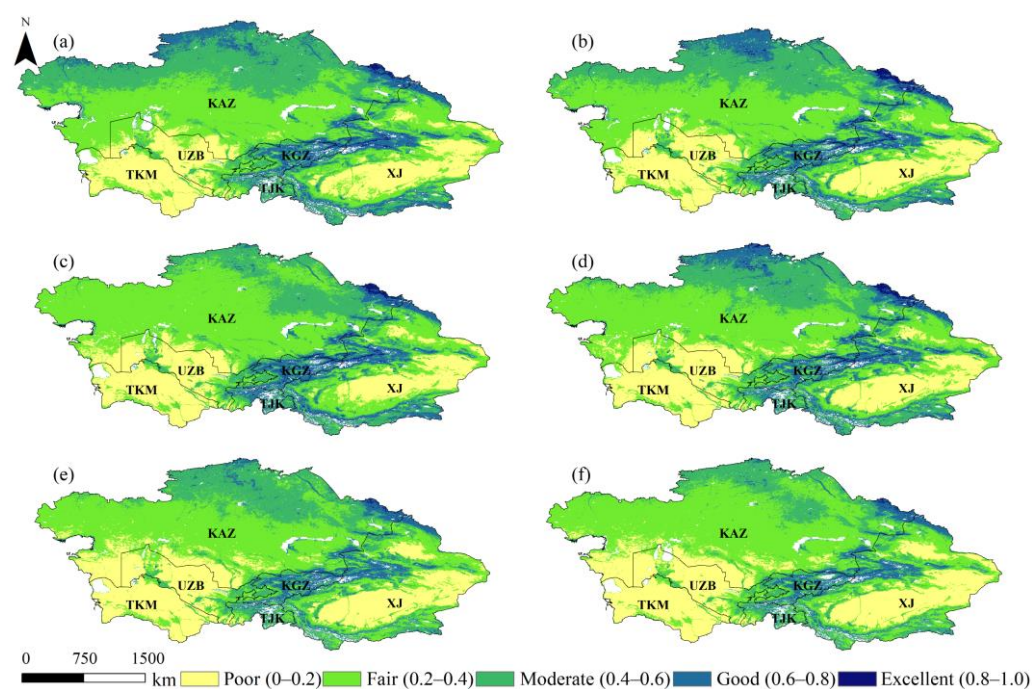 N
(a)
(b)
KAZ
KAZ
UZB
KGZ
UZB
KGZ
TKM
TJK
XJ
TKM
TJK
XJ
(c)
(d)
KAZ
KAZ
UZB
KGZ
UZB
KGZ
TKM
TJK
XJ
TKM
TJK
XJ
(e)
(f)
KAZ
KAZ
UZB
KGZ
UZB
KGZ
TKM
TJK
XJ
TKM
TJK
XJ
0 750 1500
km Poor (0–0.2) Fair (0.2–0.4) Moderate (0.4–0.6) Good (0.6–0.8) Excellent (0.8–1.0)